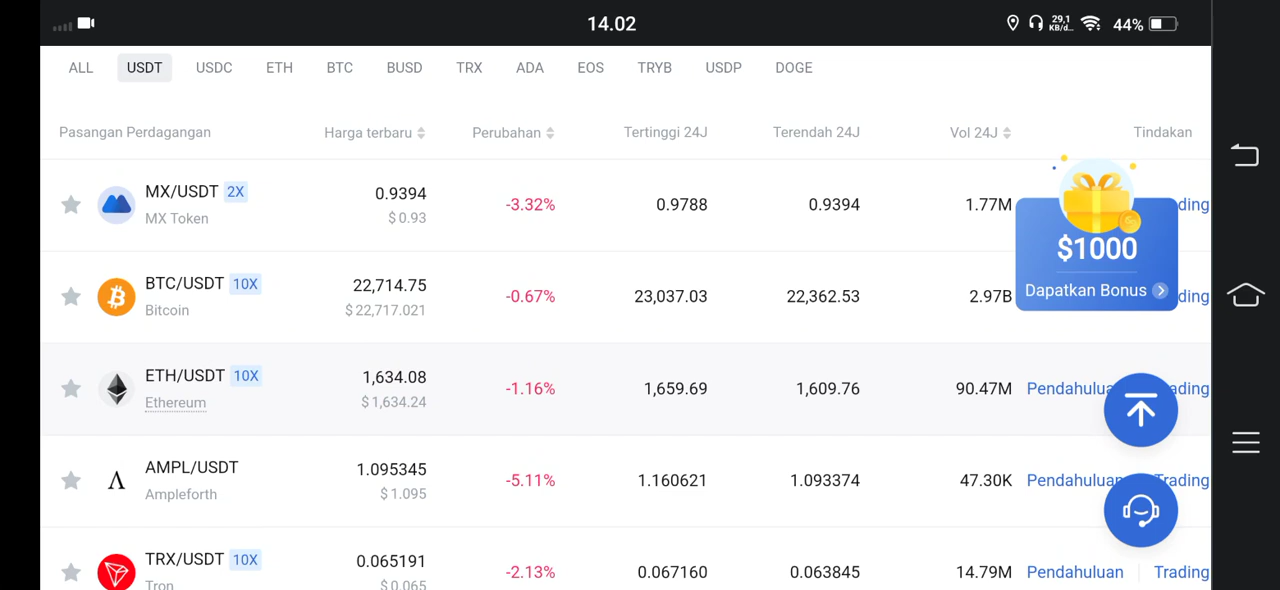 14.02
29,1
KB/d...
44%
ALL USDT USDC ETH BTC BUSD TRX ADA EOS TRYB USDP DOGE
Pasangan Perdagangan Harga terbaru Perubahan Tertinggi 24J Terendah 24J Vol 24J Tindakan
MX/USDT 2X 0.9394 -3.32% 0.9788 0.9394 1.77M ding
MX Token $ 0.93
$1000
BTC/USDT 10X 22,714.75 -0.67% 23,037.03 22,362.53 2.97B ding
Bitcoin $ 22,717.021
Dapatkan Bonus
ETH/USDT 10X 1,634.08 -1.16% 1,659.69 1,609.76 90.47M Pendahulua ading
Ethereum $ 1,634.24
AMPL/USDT 1.095345 -5.11% 1.160621 1.093374 47.30K Pendahuluan Trading
Ampleforth $ 1.095
TRX/USDT 10X 0.065191 -2.13% 0.067160 0.063845 14.79M Pendahuluan Trading
Tron $ 0.065